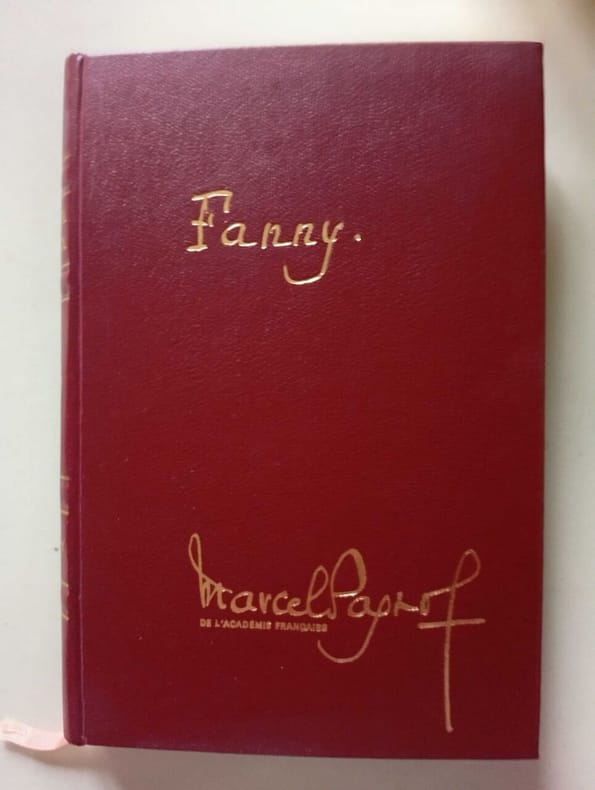 Fanny.
Marcel Pagnol
DE L'ACADÉMIE FRANÇAISE